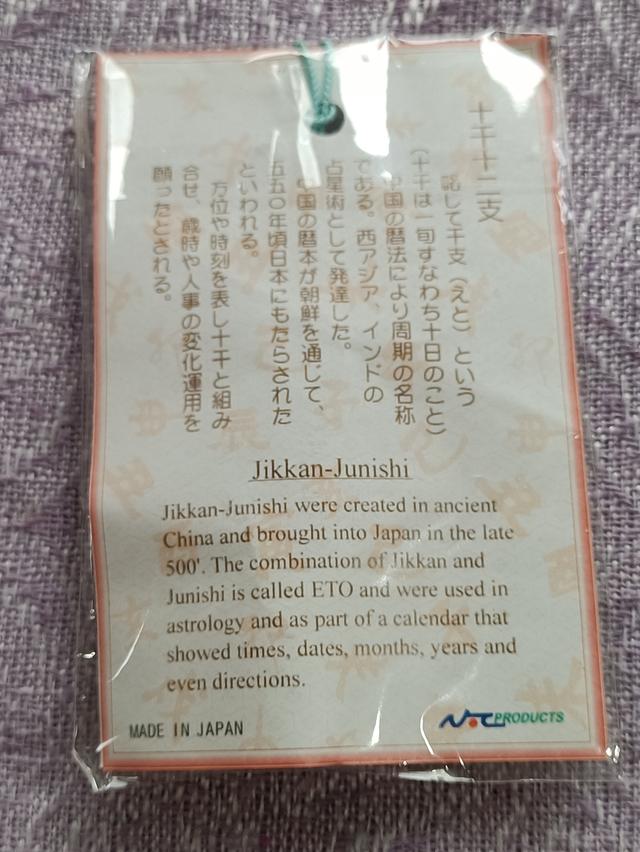 十干十二支
して干支（えと）という
（十干は一旬すなわち十日のこと）
中国の暦法により周期の名称
である。西アジア、インドの
占星術として発達した。
中国の暦本が朝鮮を通じて、
五五〇年頃日本にもたらされた
といわれる。
方位や時刻を表し十干と組み
合せ、歳時や人事の変化運用を
願ったとされる。
Jikkan-Junishi
Jikkan-Junishi were created in ancient
China and brought into Japan in the late
500'. The combination of Jikkan and
Junishi is called ETO and were used in
astrology and as part of a calendar that
showed times, dates, months, years and
even directions.
MADE IN JAPAN
PRODUCTS